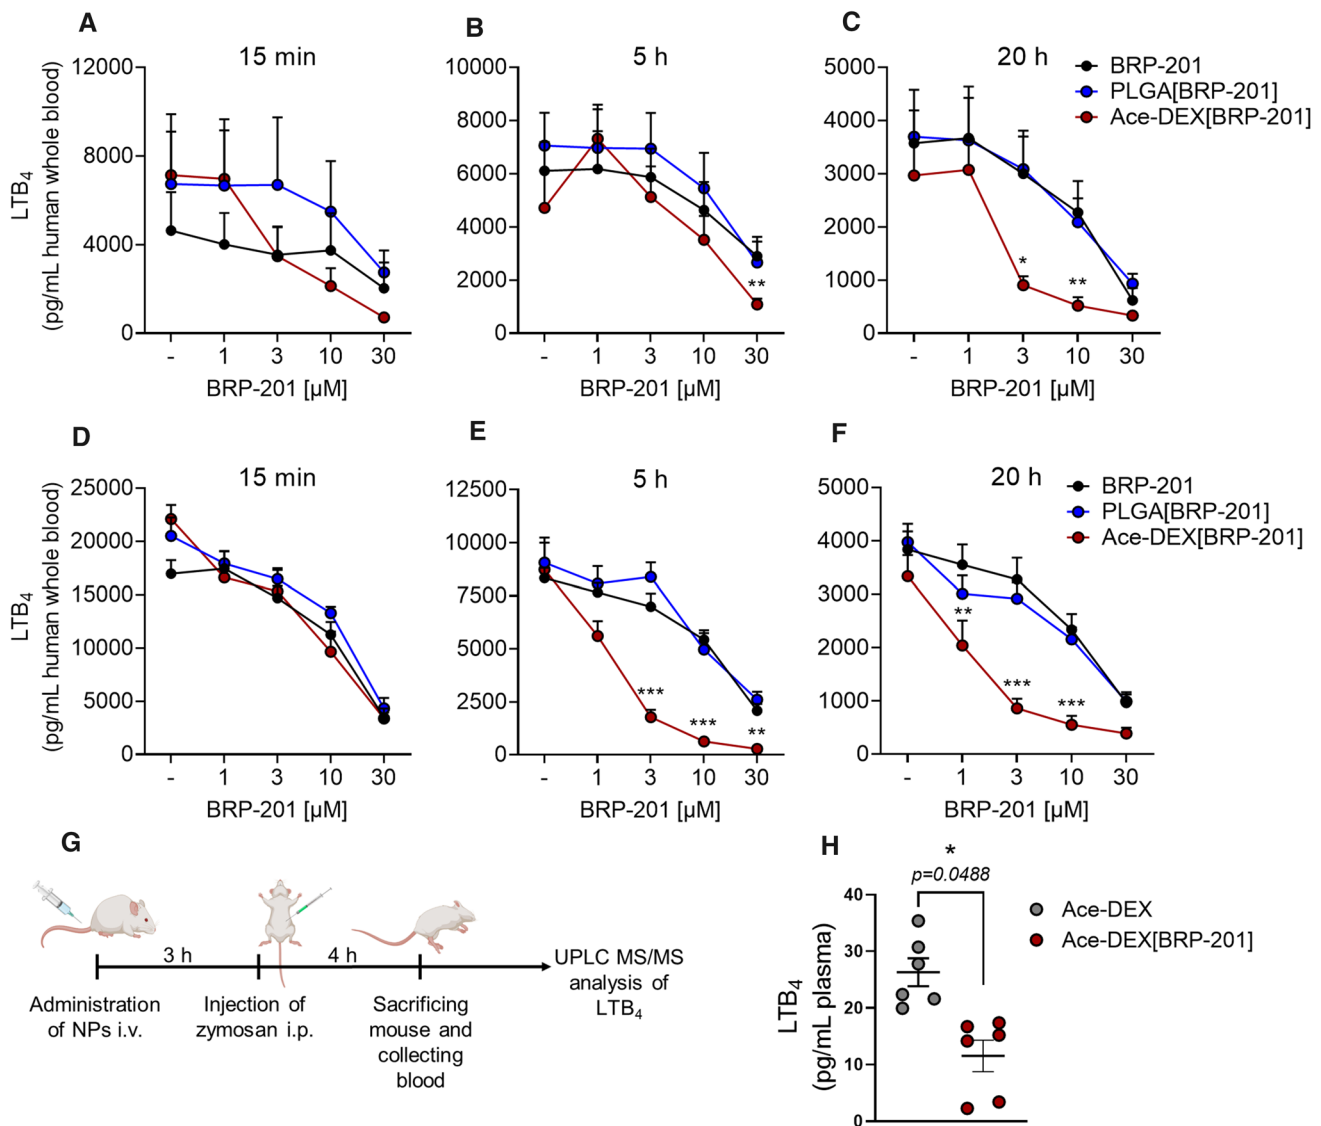 A
15 min
12000
8000
4000
0
LTB4
(pg/mL human whole blood)
- 1 3 10 30
BRP-201 [µM]
B
5 h
10000
8000
6000
4000
2000
0
**
- 1 3 10 30
BRP-201 [µM]
C
20 h
5000
4000
3000
2000
1000
0
*
**
- 1 3 10 30
BRP-201 [µM]
BRP-201
PLGA[BRP-201]
Ace-DEX[BRP-201]
D
15 min
25000
20000
15000
10000
5000
0
LTB4
(pg/mL human whole blood)
- 1 3 10 30
BRP-201 [µM]
E
5 h
12500
10000
7500
5000
2500
0
***
***
**
- 1 3 10 30
BRP-201 [µM]
F
20 h
5000
4000
3000
2000
1000
0
**
***
***
- 1 3 10 30
BRP-201 [µM]
BRP-201
PLGA[BRP-201]
Ace-DEX[BRP-201]
G
3 h
4 h
Administration
of NPs i.v.
Injection of
zymosan i.p.
Sacrificing
mouse and
collecting
blood
UPLC MS/MS
analysis of
LTB4
H
*
p=0.0488
40
30
20
10
0
LTB4
(pg/mL plasma)
Ace-DEX
Ace-DEX[BRP-201]